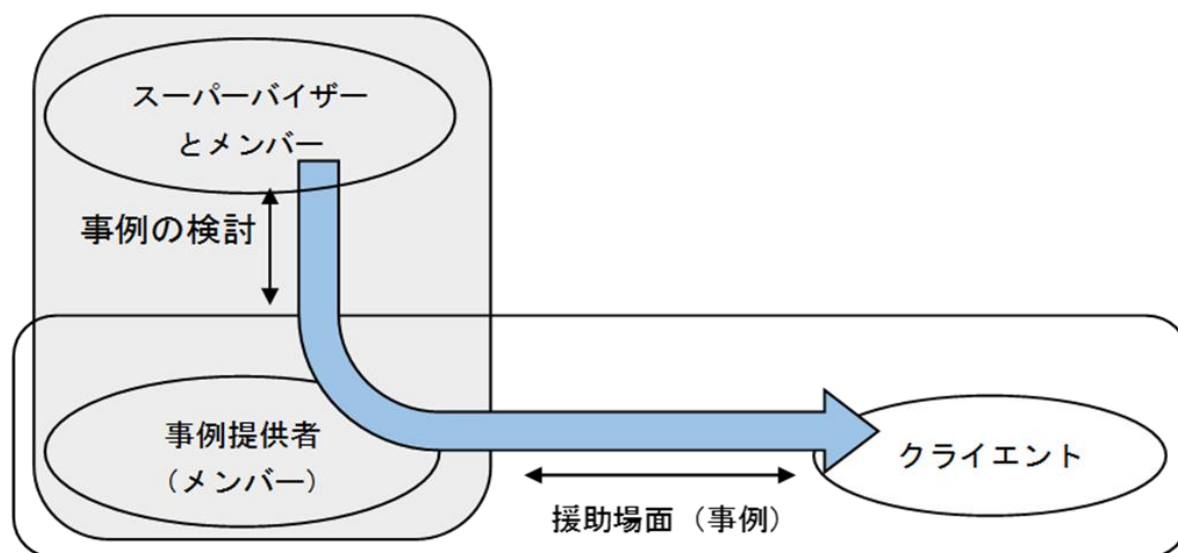 スーパーバイザー
とメンバー
事例の検討
事例提供者
（メンバー）
クライエント
援助場面（事例）